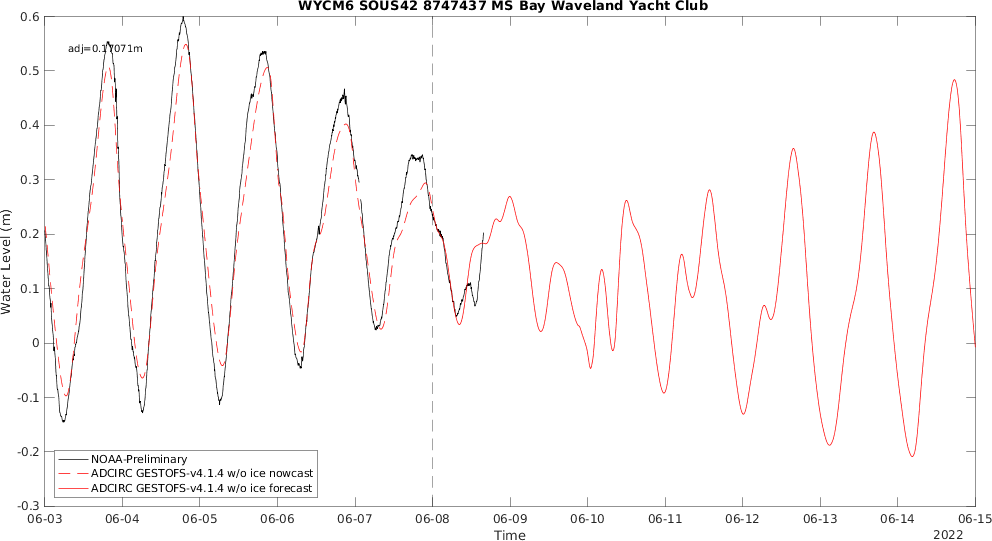 WYCM6 SOUS42 8747437 MS Bay Waveland Yacht Club
adj=0.17071m
0.6
0.5
0.4
0.3
0.2
0.1
0
-0.1
-0.2
-0.3
Water Level (m)
NOAA-Preliminary
ADCIRC GESTOFS-v4.1.4 w/o ice nowcast
ADCIRC GESTOFS-v4.1.4 w/o ice forecast
06-03 06-04 06-05 06-06 06-07 06-08 06-09 06-10 06-11 06-12 06-13 06-14 06-15
Time
2022